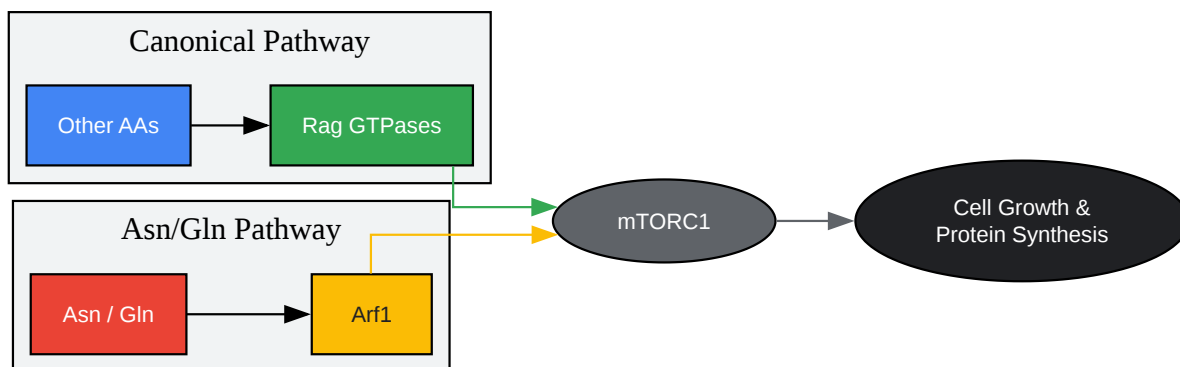 Canonical Pathway
Other AAs
Rag GTPases
Asn/Gln Pathway
Asn / Gln
Arf1
mTORC1
Cell Growth &
Protein Synthesis